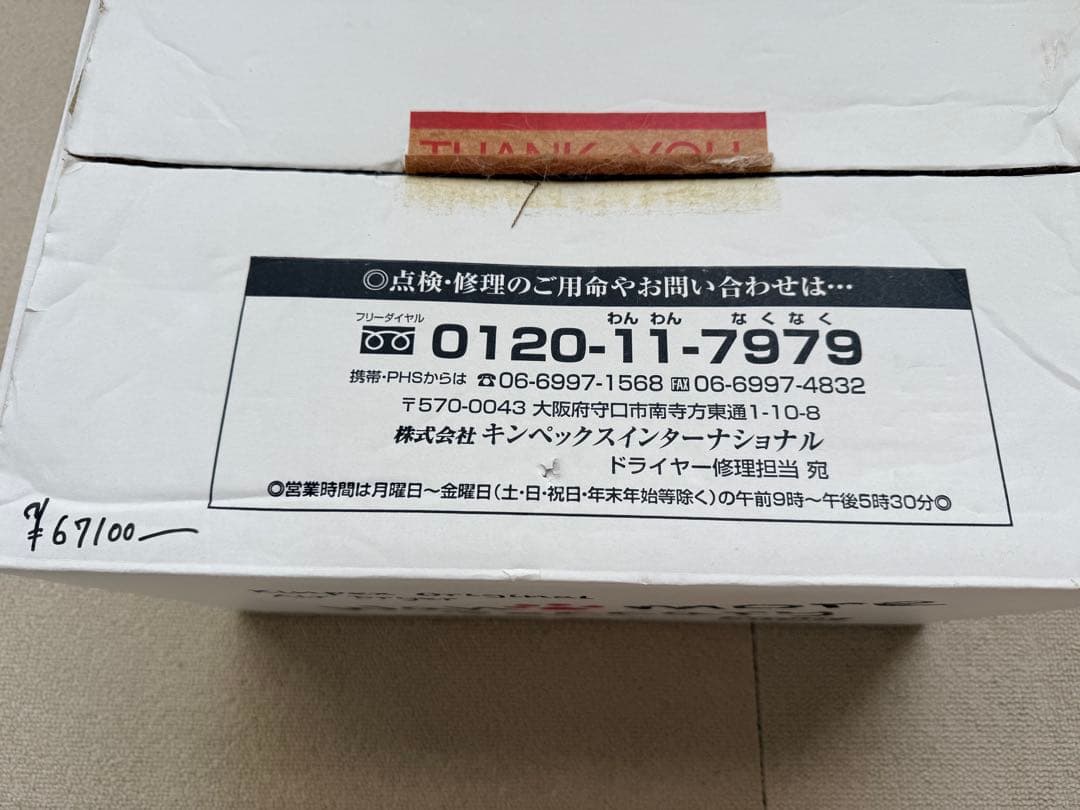 THANK YOU
◎点検・修理のご用命やお問い合わせは…
フリーダイヤル わんわん なくなく
0120-11-7979
携帯・PHSからは ☎06-6997-1568 FAX 06-6997-4832
〒570-0043 大阪府守口市南寺方東通1-10-8
株式会社 キンペックスインターナショナル
ドライヤー修理担当 宛
◎営業時間は月曜日～金曜日(土・日・祝日・年末年始等除く)の午前9時～午後5時30分◎
¥67100—
Original
more